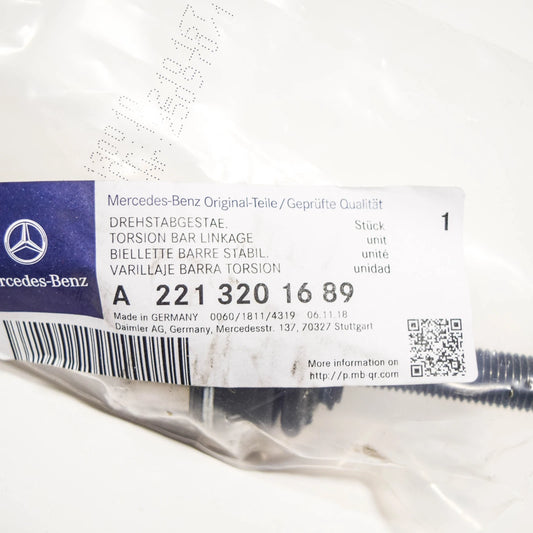 Mercedes-Benz Original-Teile/Geprüfte Qualität
DREHSTABGESTAE. Stück 1
TORSION BAR LINKAGE unit
BIELLETTE BARRE STABIL. unité
VARILLAJE BARRA TORSION unidad
rcedes-Benz
A 221 320 16 89
Made in GERMANY 0060/1811/4319 06.11.18
Daimler AG, Germany, Mercedesstr. 137, 70327 Stuttgart
More information on
http://p.mb-qr.com